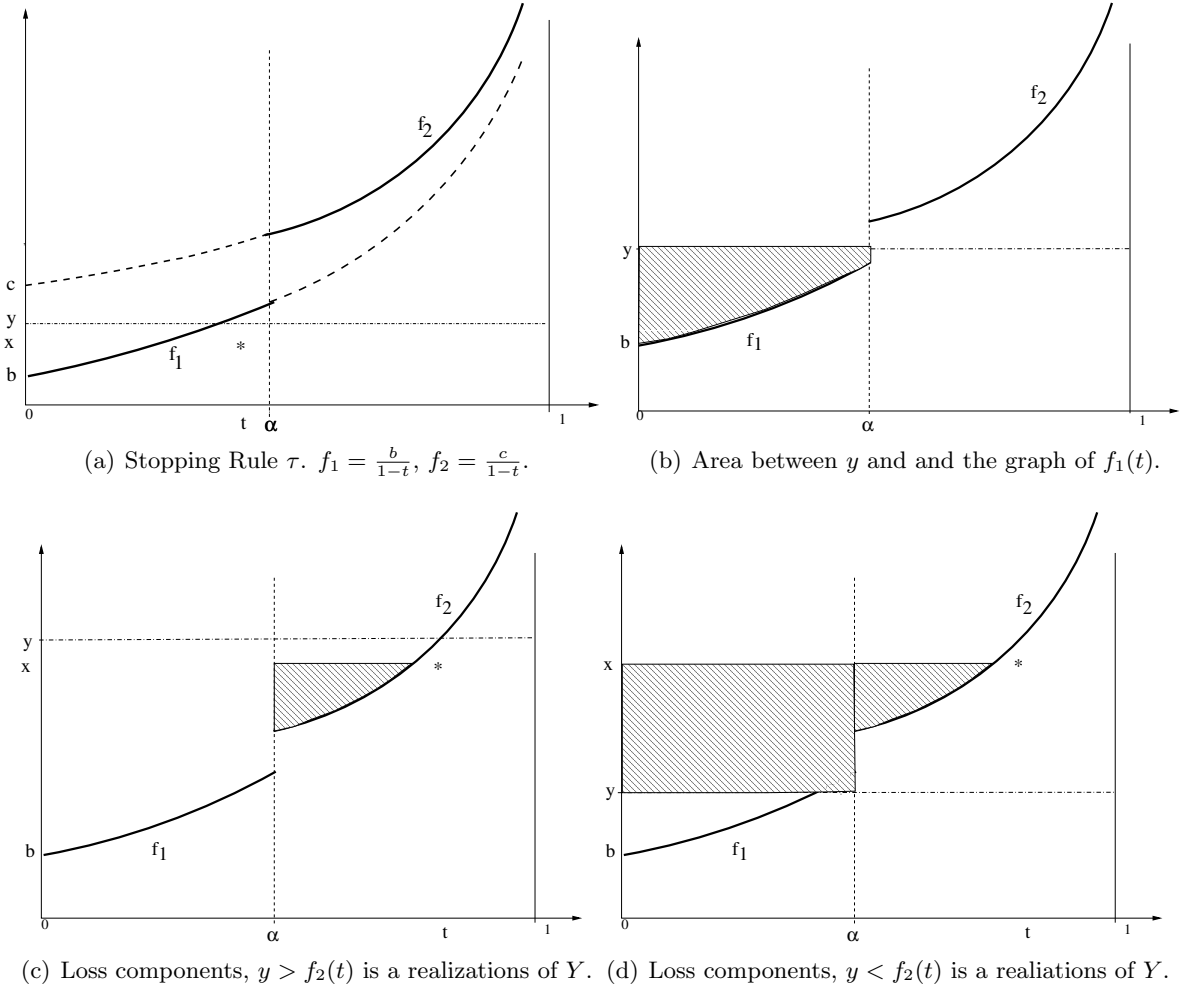 f2
c
y
x
f1
*
b
0
t
α
1
(a) Stopping Rule τ. f₁ = b/(1−t), f₂ = c/(1−t).
f2
y
b
f1
0
α
1
(b) Area between y and and the graph of f₁(t).
f2
y
x
*
b
f1
0
α
t
1
(c) Loss components, y > f₂(t) is a realizations of Y.
f2
x
*
y
b
f1
0
α
t
1
(d) Loss components, y < f₂(t) is a realiations of Y.